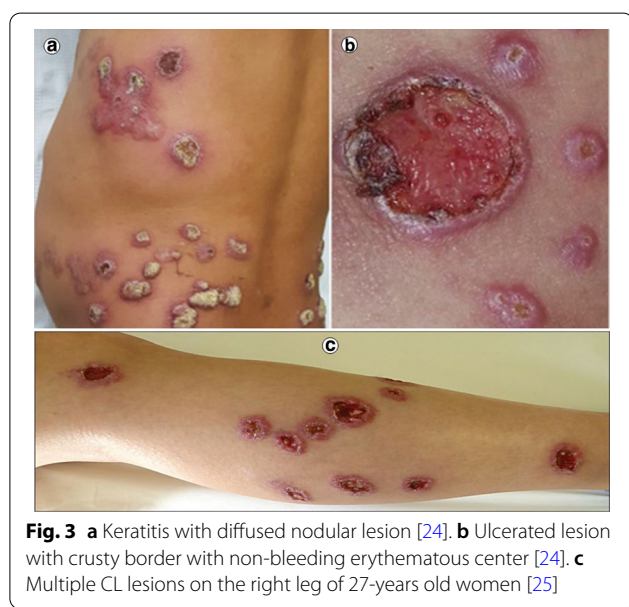 a
b
c
Fig. 3 a Keratitis with diffused nodular lesion [24]. b Ulcerated lesion
with crusty border with non-bleeding erythematous center [24]. c
Multiple CL lesions on the right leg of 27-years old women [25]